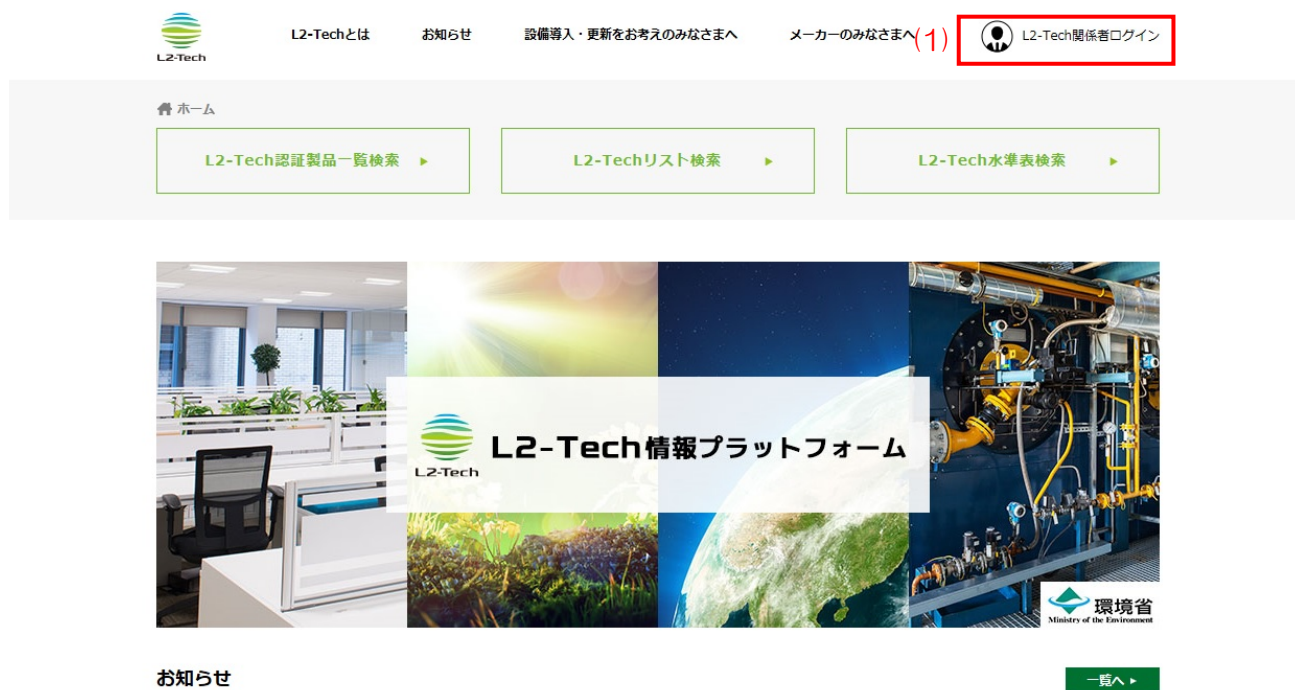 L2-Tech
L2-Techとは
お知らせ
設備導入・更新をお考えのみなさまへ
メーカーのみなさまへ
(1)
L2-Tech関係者ログイン
ホーム
L2-Tech認証製品一覧検索
L2-Techリスト検索
L2-Tech水準表検索
L2-Tech
L2-Tech情報プラットフォーム
環境省
Ministry of the Environment
お知らせ
一覧へ